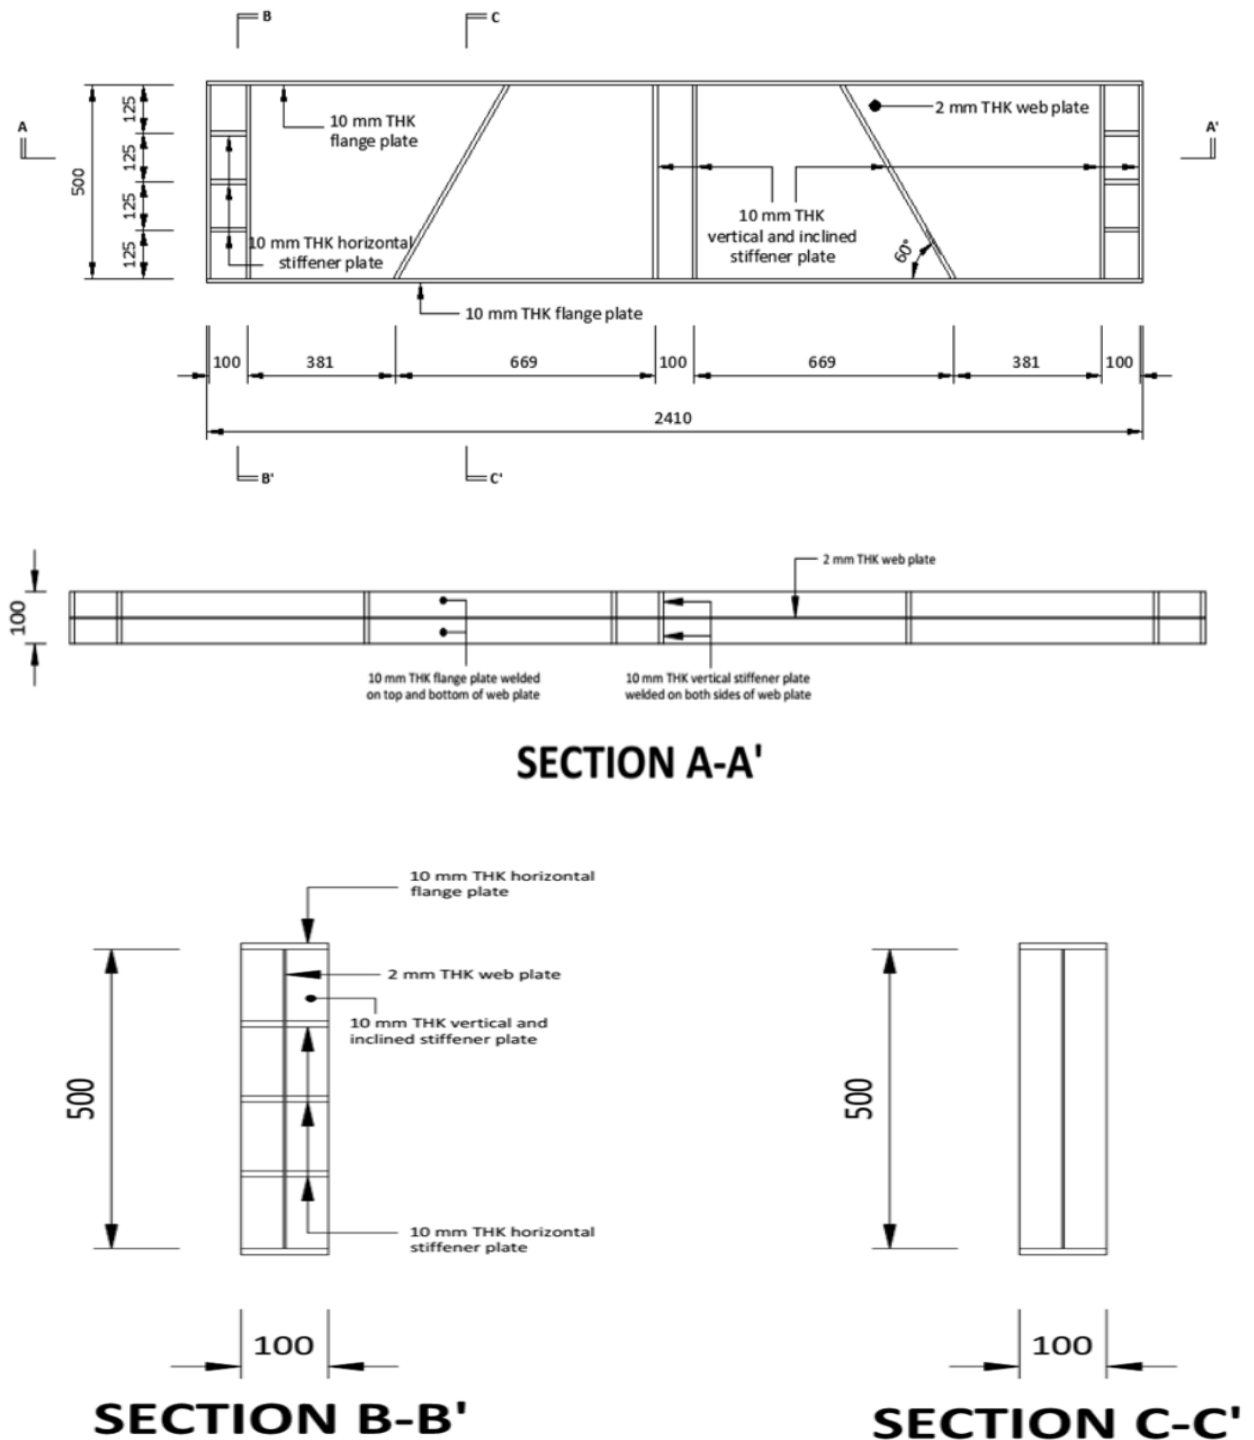 B
C
A
A'
125
125
125
125
500
10 mm THK
flange plate
2 mm THK web plate
10 mm THK
vertical and inclined
stiffener plate
10 mm THK horizontal
stiffener plate
60°
10 mm THK flange plate
100
381
669
100
669
381
100
2410
B'
C'
2 mm THK web plate
100
10 mm THK flange plate welded
on top and bottom of web plate
10 mm THK vertical stiffener plate
welded on both sides of web plate
SECTION A-A'
10 mm THK horizontal
flange plate
2 mm THK web plate
10 mm THK vertical and
inclined stiffener plate
500
10 mm THK horizontal
stiffener plate
100
SECTION B-B'
500
100
SECTION C-C'